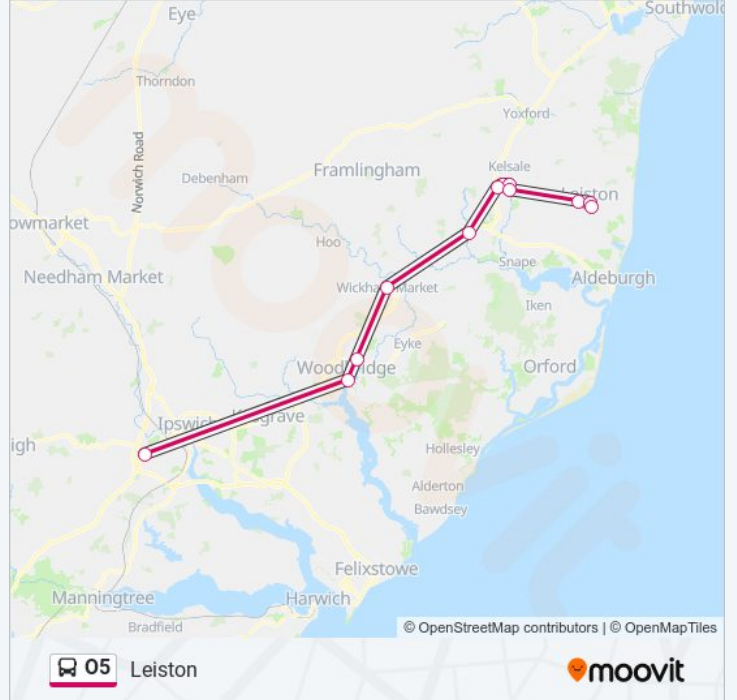 Eye
Southwol
Thorndon
Yoxford
Norwich Road
Kelsale
Framlingham
Debenham
Leiston
owmarket
Hoo
Snape
Needham Market
Aldeburgh
Wickham Market
Iken
Eyke
Woodbridge
Orford
Ipswich
Kesgrave
igh
Hollesley
Alderton
Bawdsey
Felixstowe
Manningtree
Harwich
Bradfield
© OpenStreetMap contributors | © OpenMapTiles
05 Leiston
moovit